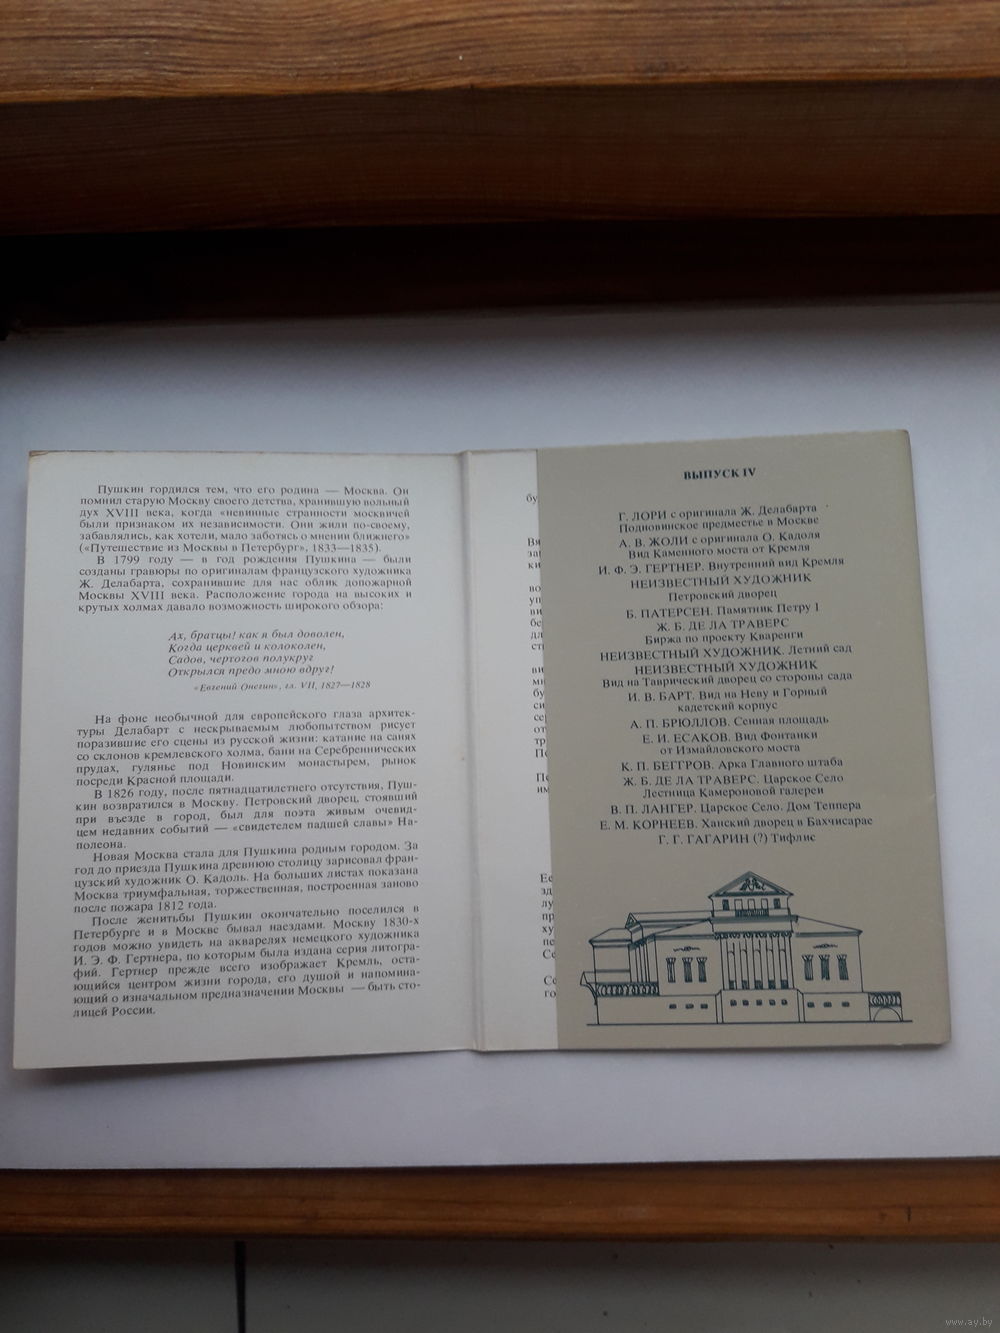 Пушкин гордился тем, что его родина — Москва. Он
помнил старую Москву своего детства, хранившую вольный
дух XVIII века, когда «невинные странности москвичей
были признаком их независимости. Они жили по-своему,
забавлялись, как хотели, мало заботясь о мнении ближнего»
(«Путешествие из Москвы в Петербург», 1833—1835).
В 1799 году — в год рождения Пушкина — были
созданы гравюры по оригиналам французского художника
Ж. Делабарта, сохранившие для нас облик допожарной
Москвы XVIII века. Расположение города на высоких и
крутых холмах давало возможность широкого обзора:
Ах, братцы! как я был доволен,
Когда церквей и колоколен,
Садов, чертогов полукруг
Открылся предо мною вдруг!
«Евгений Онегин», гл. VII, 1827—1828
На фоне необычной для европейского глаза архитек-
туры Делабарт с нескрываемым любопытством рисует
поразившие его сцены из русской жизни: катание на санях
со склонов кремлевского холма, бани на Серебреннических
прудах, гулянье под Новинским монастырем, рынок
посреди Красной площади.
В 1826 году, после пятнадцатилетнего отсутствия, Пуш-
кин возвратился в Москву. Петровский дворец, стоявший
при въезде в город, был для поэта живым очевид-
цем недавних событий — «свидетелем падшей славы» На-
полеона.
Новая Москва стала для Пушкина родным городом. За
год до приезда Пушкина древнюю столицу зарисовал фран-
цузский художник О. Кадоль. На больших листах показана
Москва триумфальная, торжественная, построенная заново
после пожара 1812 года.
После женитьбы Пушкин окончательно поселился в
Петербурге и в Москве бывал наездами. Москву 1830-х
годов можно увидеть на акварелях немецкого художника
И. Э. Ф. Гертнера, по которым была издана серия литогра-
фий. Гертнер прежде всего изображает Кремль, оста-
ющийся центром жизни города, его душой и напомина-
ющий о изначальном предназначении Москвы — быть сто-
лицей России.
ВЫПУСК IV
Г. ЛОРИ с оригинала Ж. Делабарта
Подновинское предместье в Москве
А. В. ЖОЛИ с оригинала О. Кадоля
Вид Каменного моста от Кремля
И. Ф. Э. ГЕРТНЕР. Внутренний вид Кремля
НЕИЗВЕСТНЫЙ ХУДОЖНИК
Петровский дворец
Б. ПАТЕРСЕН. Памятник Петру I
Ж. Б. ДЕ ЛА ТРАВЕРС
Биржа по проекту Кваренги
НЕИЗВЕСТНЫЙ ХУДОЖНИК. Летний сад
НЕИЗВЕСТНЫЙ ХУДОЖНИК
Вид на Таврический дворец со стороны сада
И. В. БАРТ. Вид на Неву и Горный
кадетский корпус
А. П. БРЮЛЛОВ. Сенная площадь
Е. И. ЕСАКОВ. Вид Фонтанки
от Измайловского моста
К. П. БЕГГРОВ. Арка Главного штаба
Ж. Б. ДЕ ЛА ТРАВЕРС. Царское Село
Лестница Камероновой галереи
В. П. ЛАНГЕР. Царское Село. Дом Теппера
Е. М. КОРНЕЕВ. Ханский дворец в Бахчисарае
Г. Г. ГАГАРИН (?) Тифлис
www.ay.by